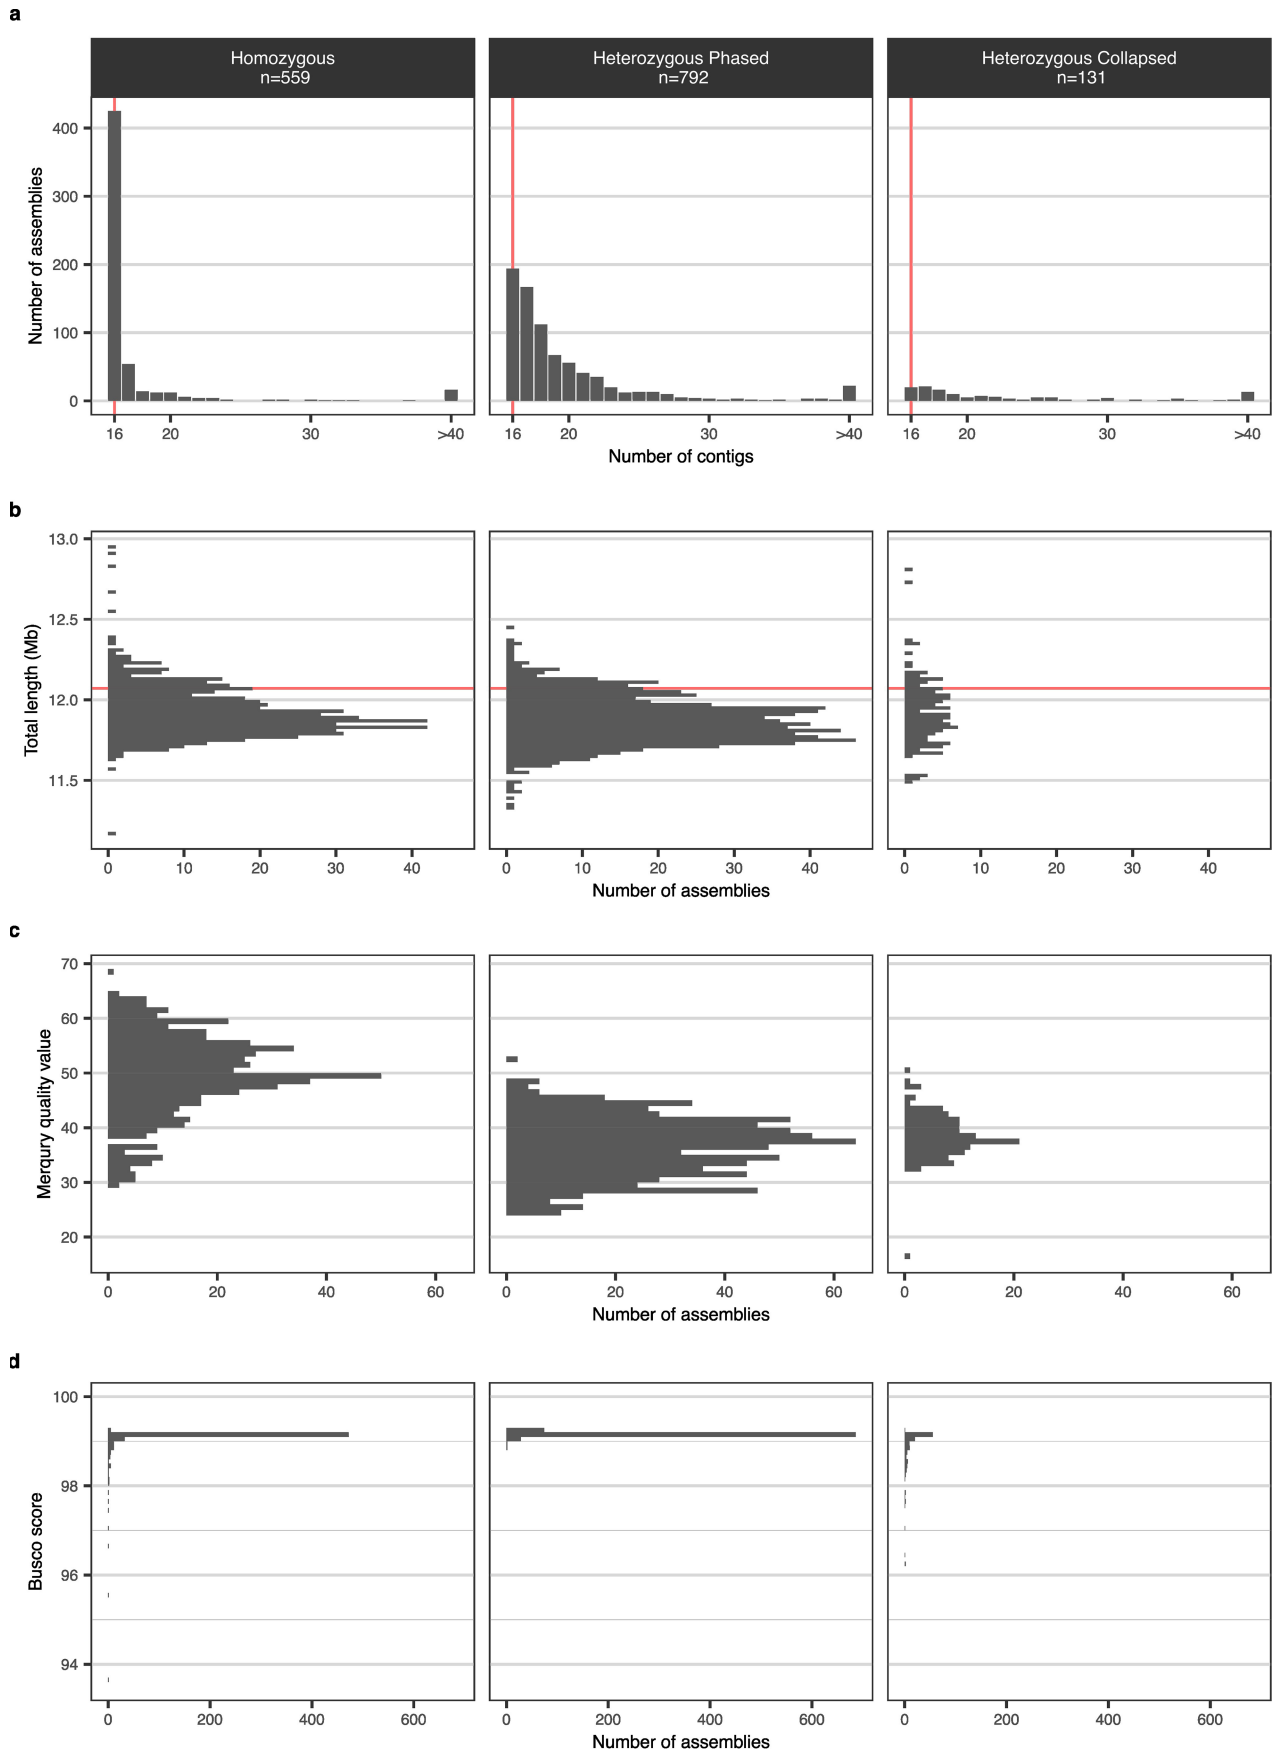 a
Homozygous
n=559
Heterozygous Phased
n=792
Heterozygous Collapsed
n=131
Number of assemblies
400
300
200
100
0
16 20 30 >40
16 20 30 >40
16 20 30 >40
Number of contigs
b
Total length (Mb)
13.0
12.5
12.0
11.5
0 10 20 30 40
0 10 20 30 40
0 10 20 30 40
Number of assemblies
c
Merqury quality value
70
60
50
40
30
20
0 20 40 60
0 20 40 60
0 20 40 60
Number of assemblies
d
Busco score
100
98
96
94
0 200 400 600
0 200 400 600
0 200 400 600
Number of assemblies